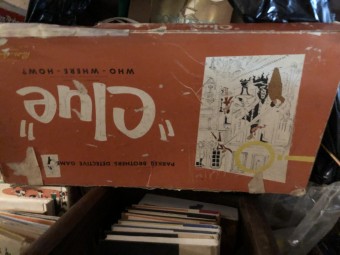 "Clue"
WHO - WHERE - HOW?
PARKER BROTHERS DETECTIVE GAME